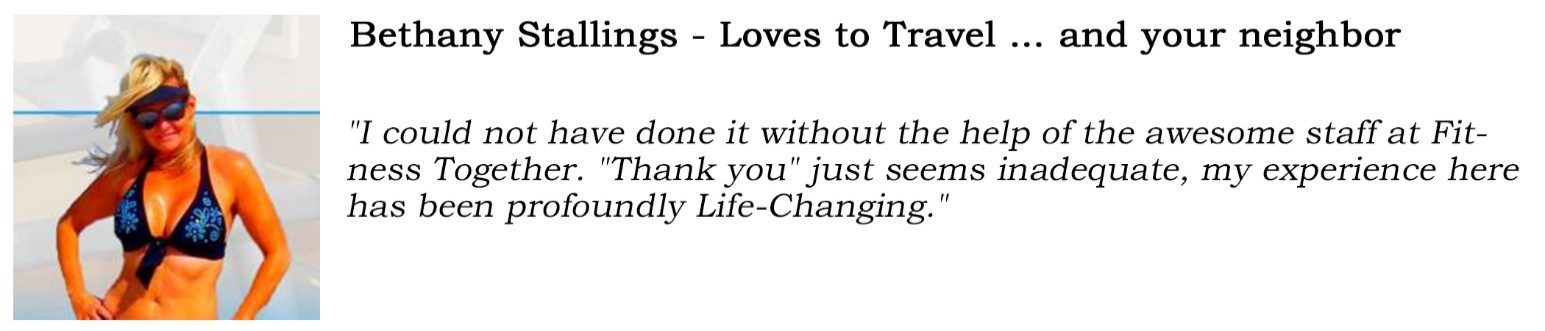 Bethany Stallings - Loves to Travel ... and your neighbor
"I could not have done it without the help of the awesome staff at Fit-
ness Together. "Thank you" just seems inadequate, my experience here
has been profoundly Life-Changing."